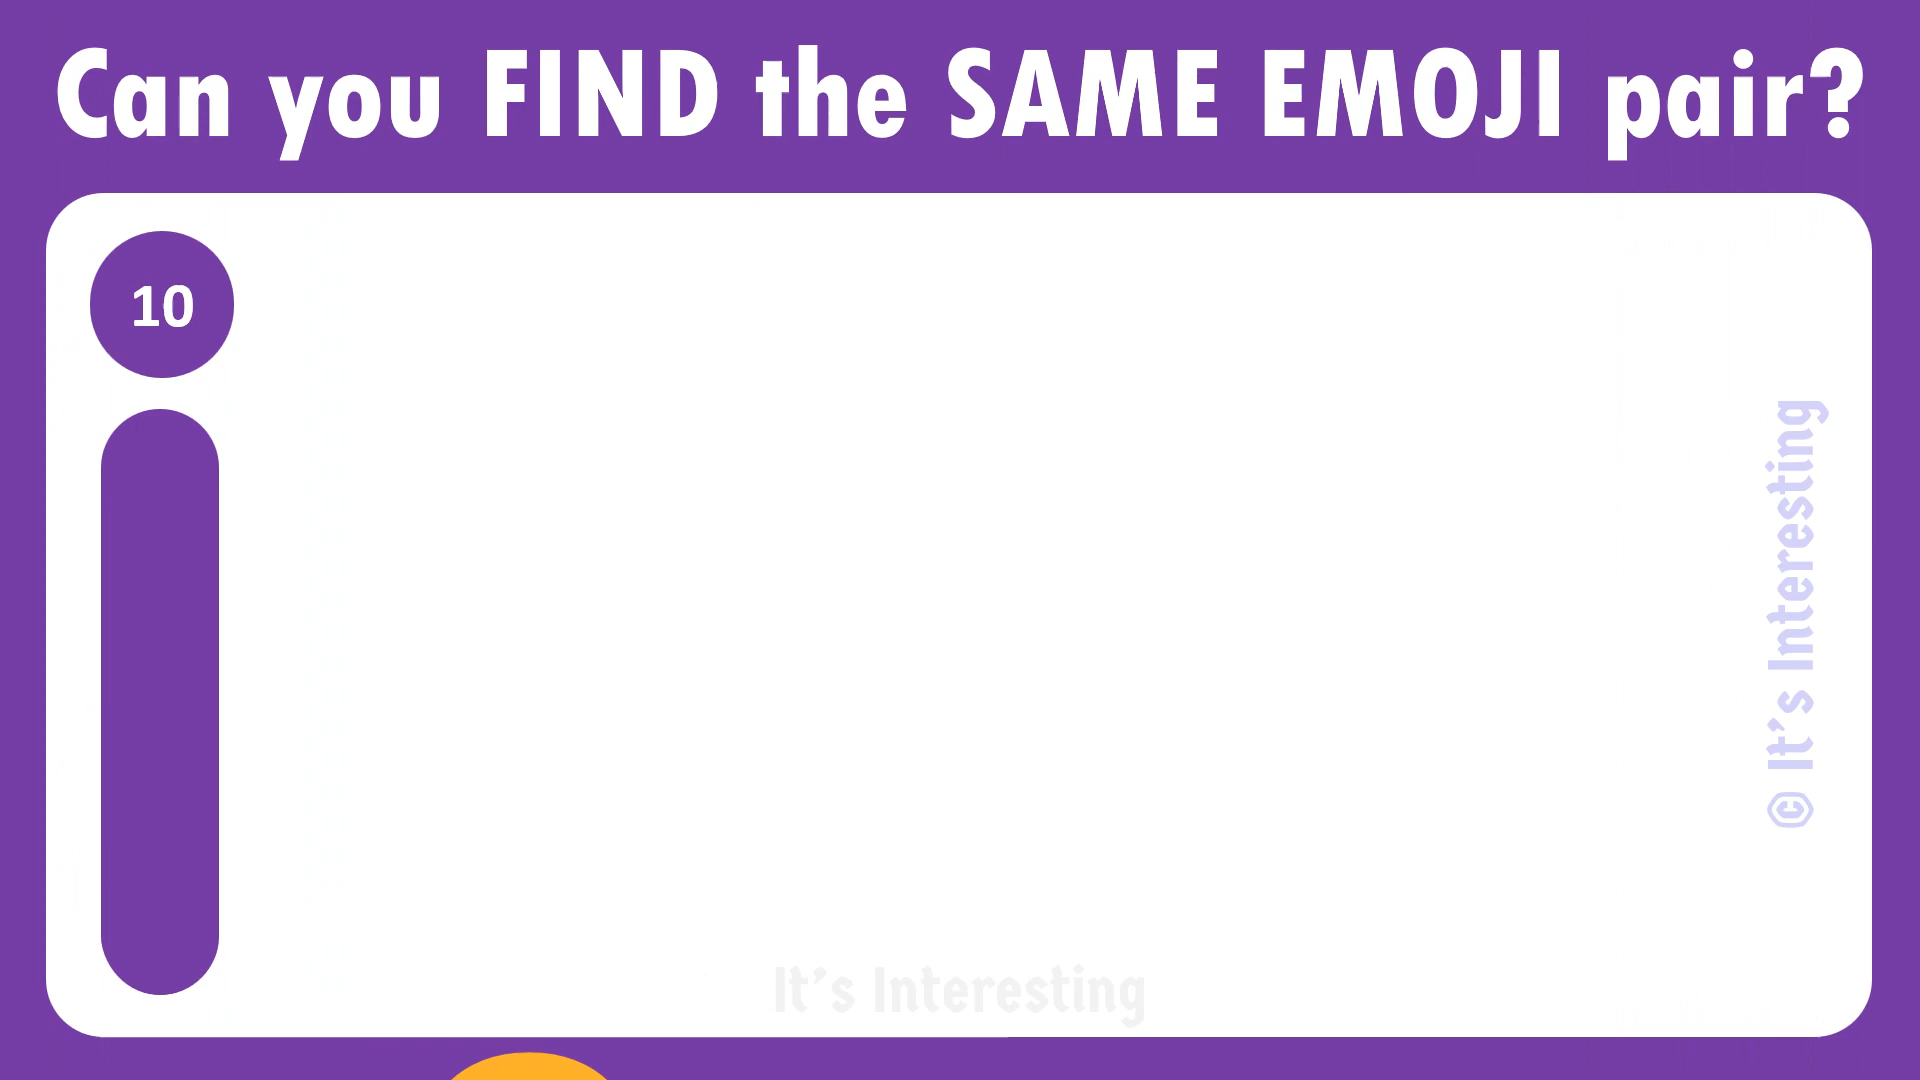 Can you FIND the SAME EMOJI pair?
10
© It's Interesting
It's Interesting